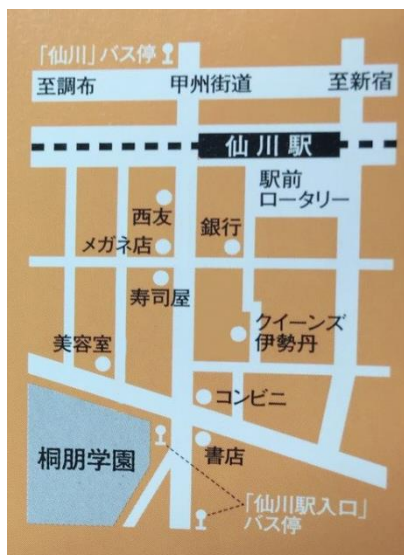 「仙川」バス停
至調布
甲州街道
至新宿
仙川駅
駅前
ロータリー
西友
銀行
メガネ店
寿司屋
クイーンズ
伊勢丹
美容室
コンビニ
書店
桐朋学園
「仙川駅入口」
バス停